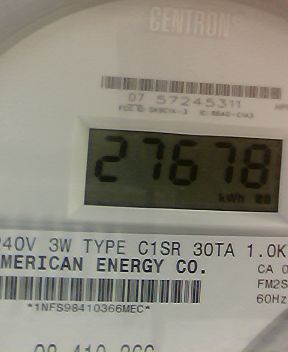 CENTRON
07 57245311
27678
kWh
240V 3W TYPE C1SR 30TA 1.0K
AMERICAN ENERGY CO.
CA 0
FM2S
60Hz
*1NFS98410366MEC*